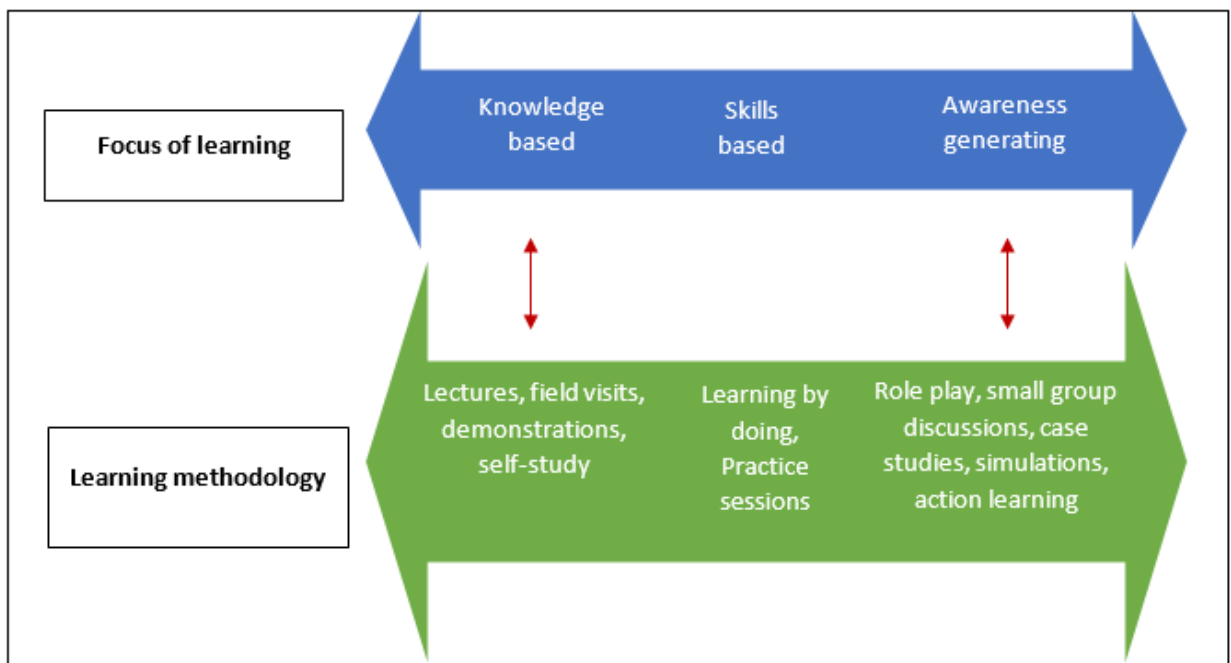 Focus of learning
Knowledge
based
Skills
based
Awareness
generating
Learning methodology
Lectures, field visits,
demonstrations,
self-study
Learning by
doing,
Practice
sessions
Role play, small group
discussions, case
studies, simulations,
action learning